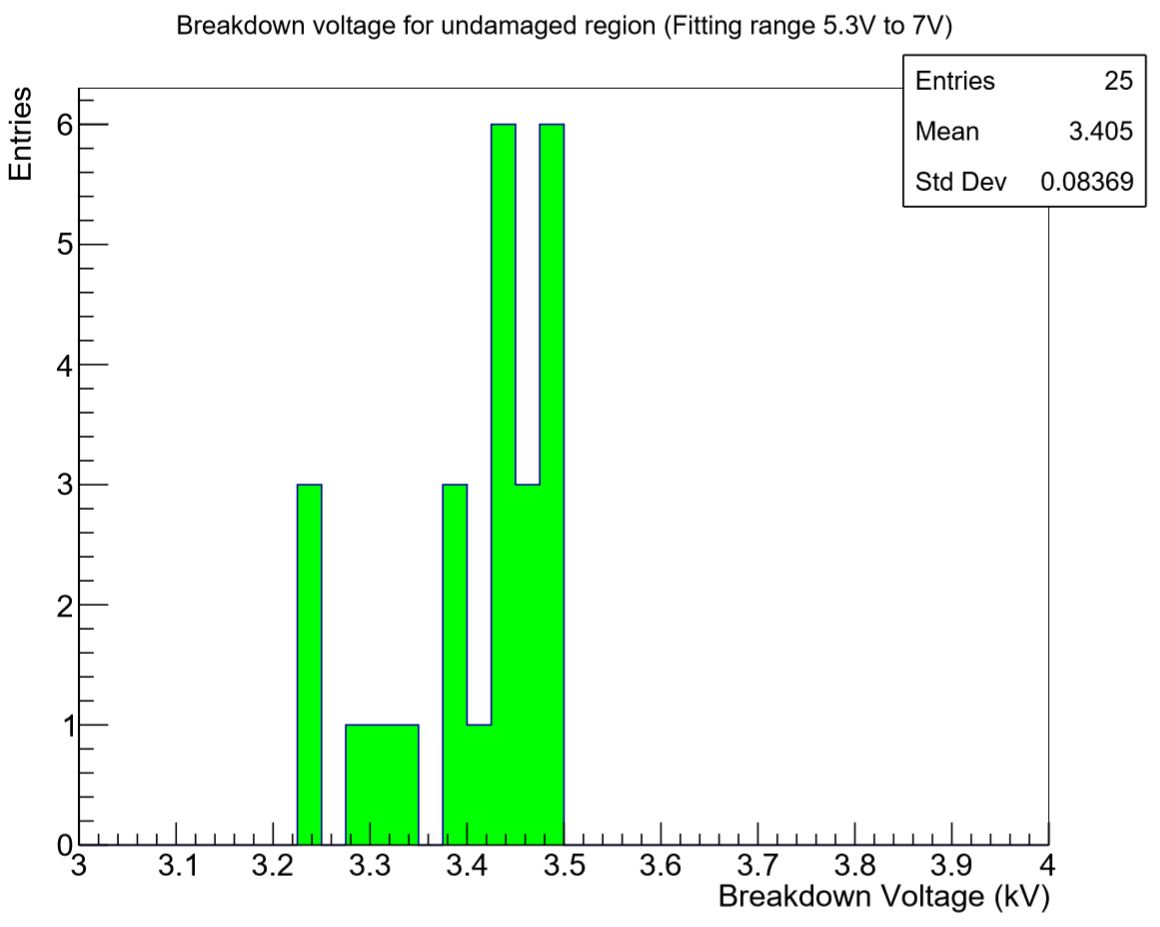 Breakdown voltage for undamaged region (Fitting range 5.3V to 7V)
Entries 25
Mean 3.405
Std Dev 0.08369
Entries
6
5
4
3
2
1
0
3 3.1 3.2 3.3 3.4 3.5 3.6 3.7 3.8 3.9 4
Breakdown Voltage (kV)